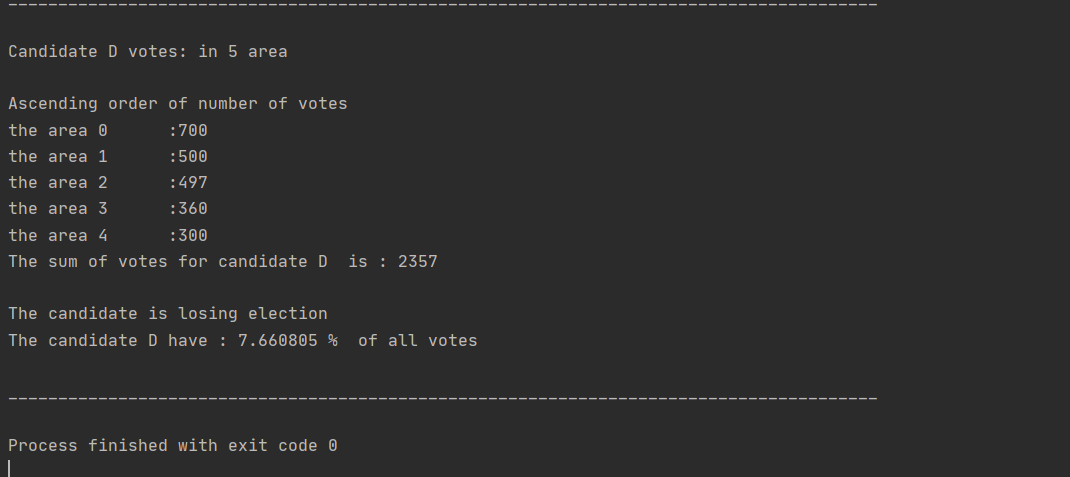 ---------------------------------------------------------------------------------------
Candidate D votes: in 5 area
Ascending order of number of votes
the area 0      :700
the area 1      :500
the area 2      :497
the area 3      :360
the area 4      :300
The sum of votes for candidate D  is : 2357
The candidate is losing election
The candidate D have : 7.660805 %  of all votes
---------------------------------------------------------------------------------------
Process finished with exit code 0